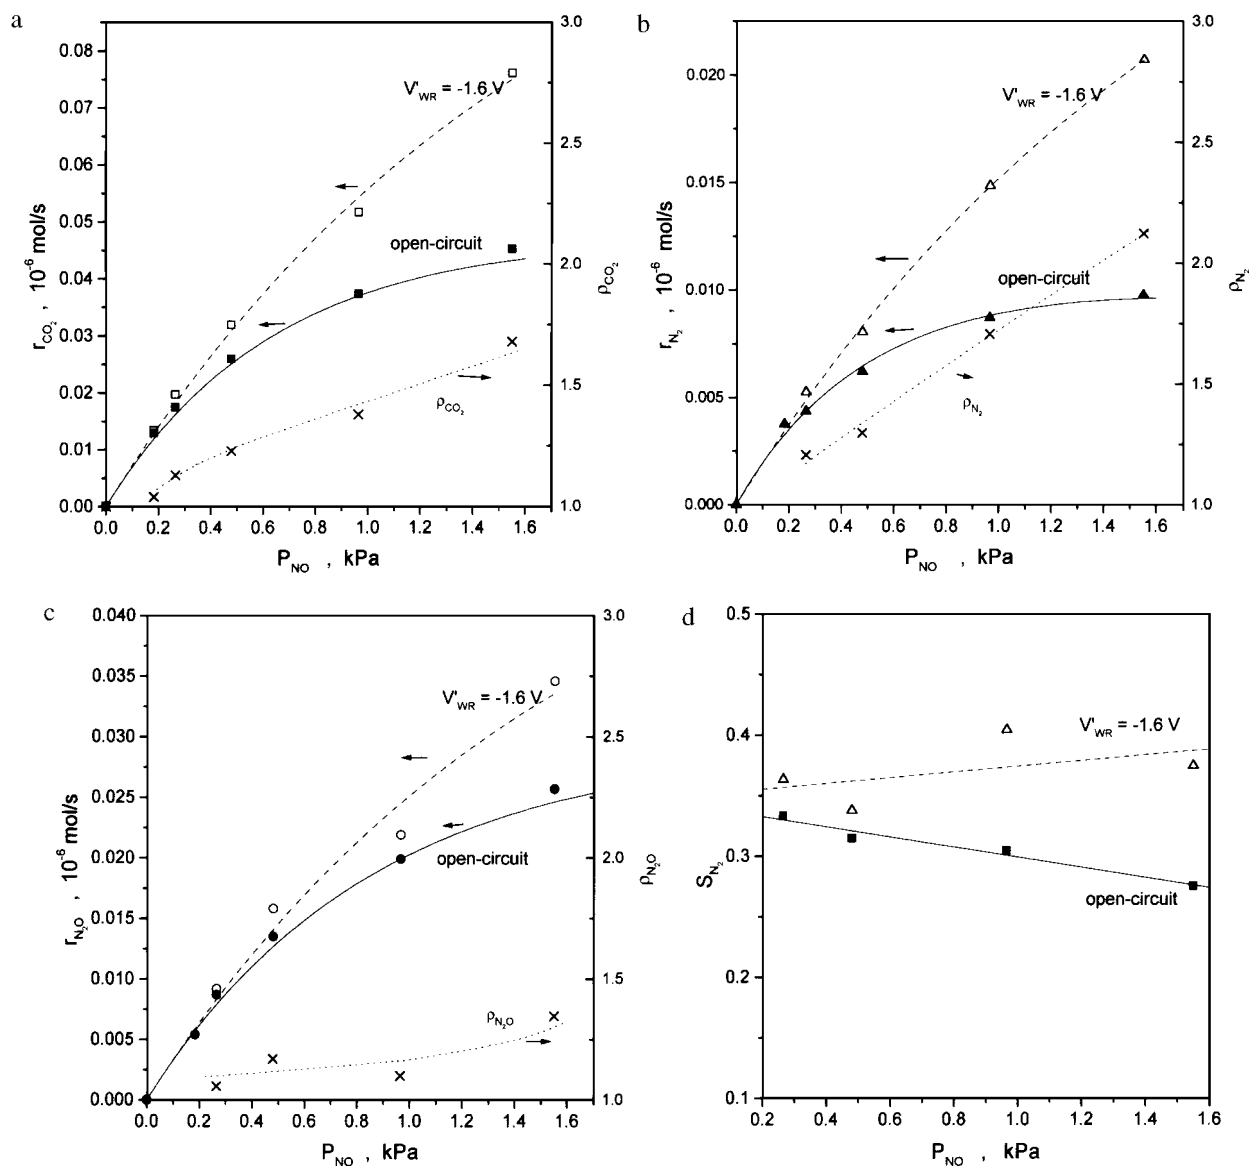 a
0.08
0.07
0.06
0.05
0.04
0.03
0.02
0.01
0.00
r_CO₂ , 10⁻⁶ mol/s
V'_WR = -1.6 V
open-circuit
ρ_CO₂
3.0
2.5
2.0
1.5
1.0
ρ_CO₂
0.0 0.2 0.4 0.6 0.8 1.0 1.2 1.4 1.6
P_NO , kPa
b
0.020
0.015
0.010
0.005
0.000
r_N₂ , 10⁻⁶ mol/s
V'_WR = -1.6 V
open-circuit
ρ_N₂
3.0
2.5
2.0
1.5
1.0
ρ_N₂
0.0 0.2 0.4 0.6 0.8 1.0 1.2 1.4 1.6
P_NO , kPa
c
0.040
0.035
0.030
0.025
0.020
0.015
0.010
0.005
0.000
r_N₂O , 10⁻⁶ mol/s
V'_WR = -1.6 V
open-circuit
ρ_N₂O
3.0
2.5
2.0
1.5
1.0
ρ_N₂O
0.0 0.2 0.4 0.6 0.8 1.0 1.2 1.4 1.6
P_NO , kPa
d
0.5
0.4
0.3
0.2
0.1
S_N₂
V'_WR = -1.6 V
open-circuit
0.2 0.4 0.6 0.8 1.0 1.2 1.4 1.6
P_NO , kPa